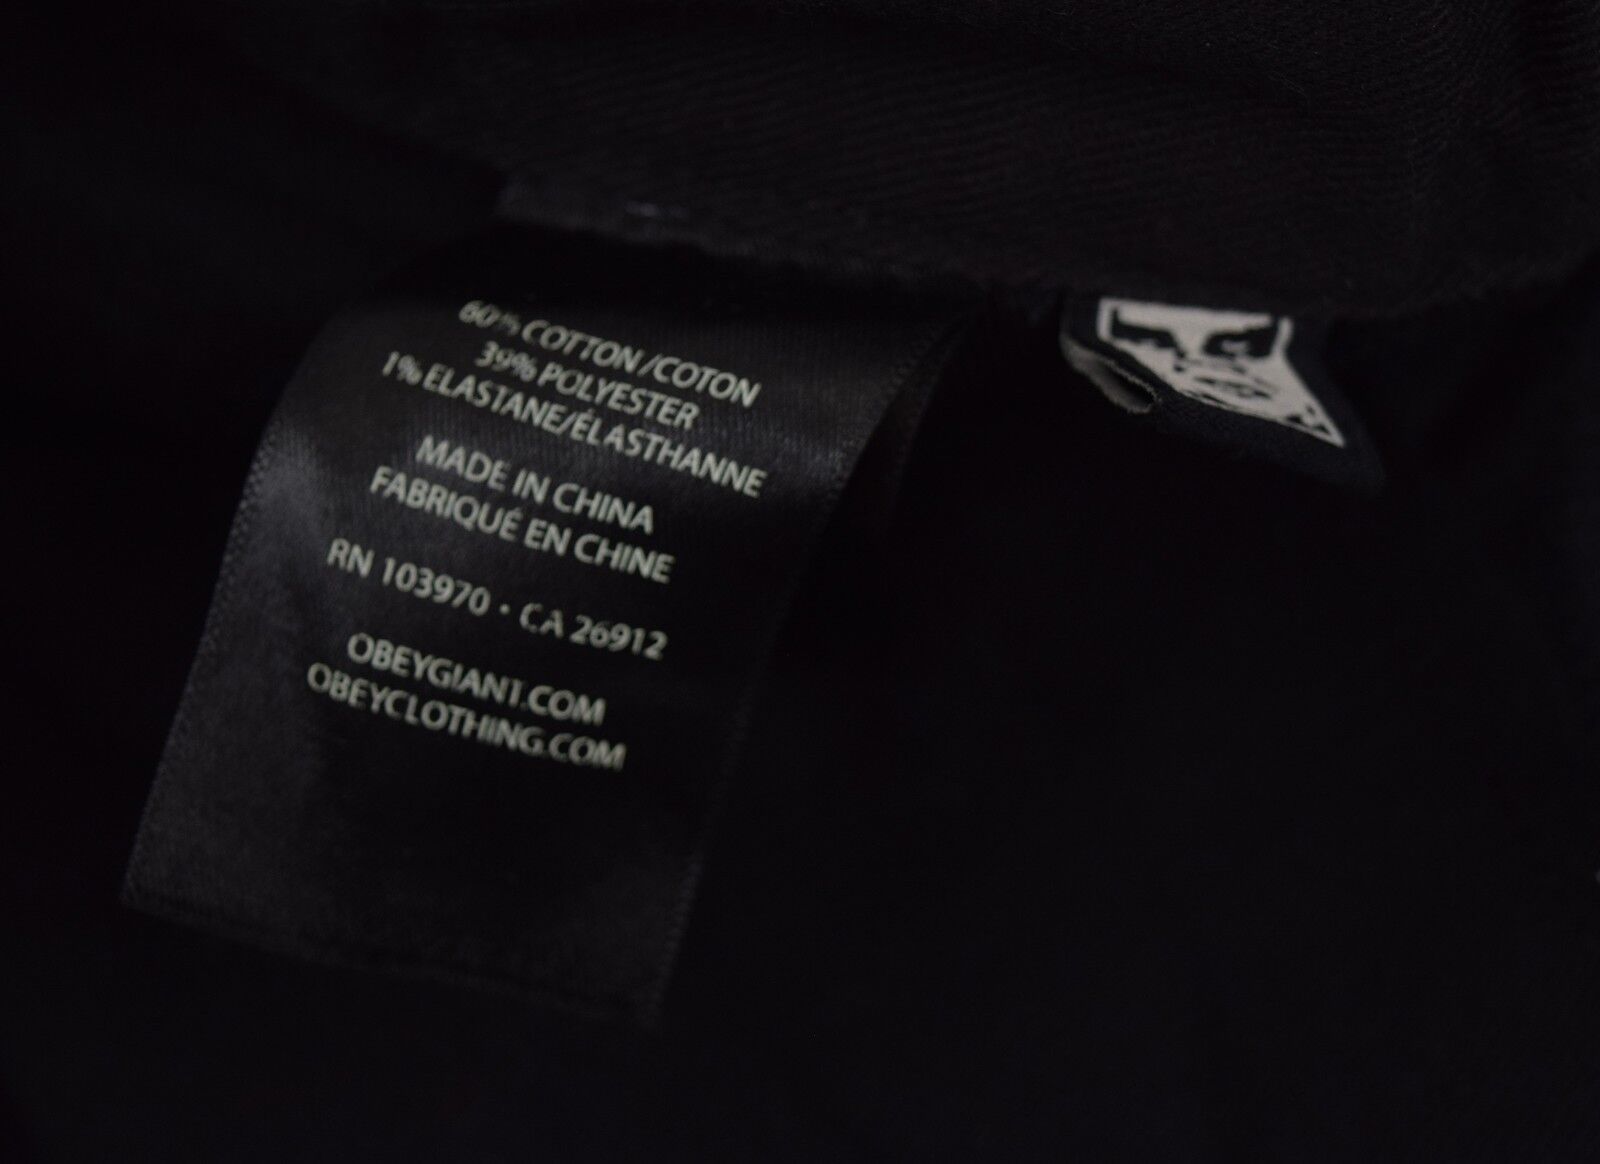 60% COTTON/COTON
39% POLYESTER
1% ELASTANE/ÉLASTHANNE
MADE IN CHINA
FABRIQUÉ EN CHINE
RN 103970 • CA 26912
OBEYGIANT.COM
OBEYCLOTHING.COM